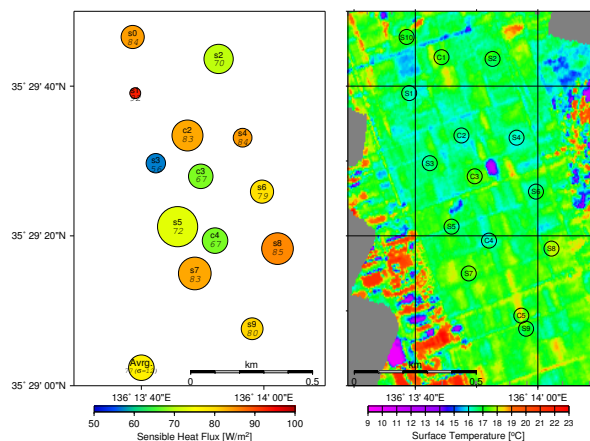 s0
84
s2
70
35° 29' 40"
s1
c2
83
s4
84
s3
c3
67
s6
79
s5
72
c4
67
s8
85
35° 29' 20"
s7
83
s9
80
Avrg.
km
0
0.5
35° 29' 00"
136° 13' 40"
136° 14' 00"
50
60
70
80
90
100
Sensible Heat Flux [W/m²]
S10
C1
S2
S1
C2
S4
S3
C3
S6
S5
C4
S8
S7
C5
S9
km
0
0.5
136° 13' 40"
136° 14' 00"
9 10 11 12 13 14 15 16 17 18 19 20 21 22 23
Surface Temperature [°C]